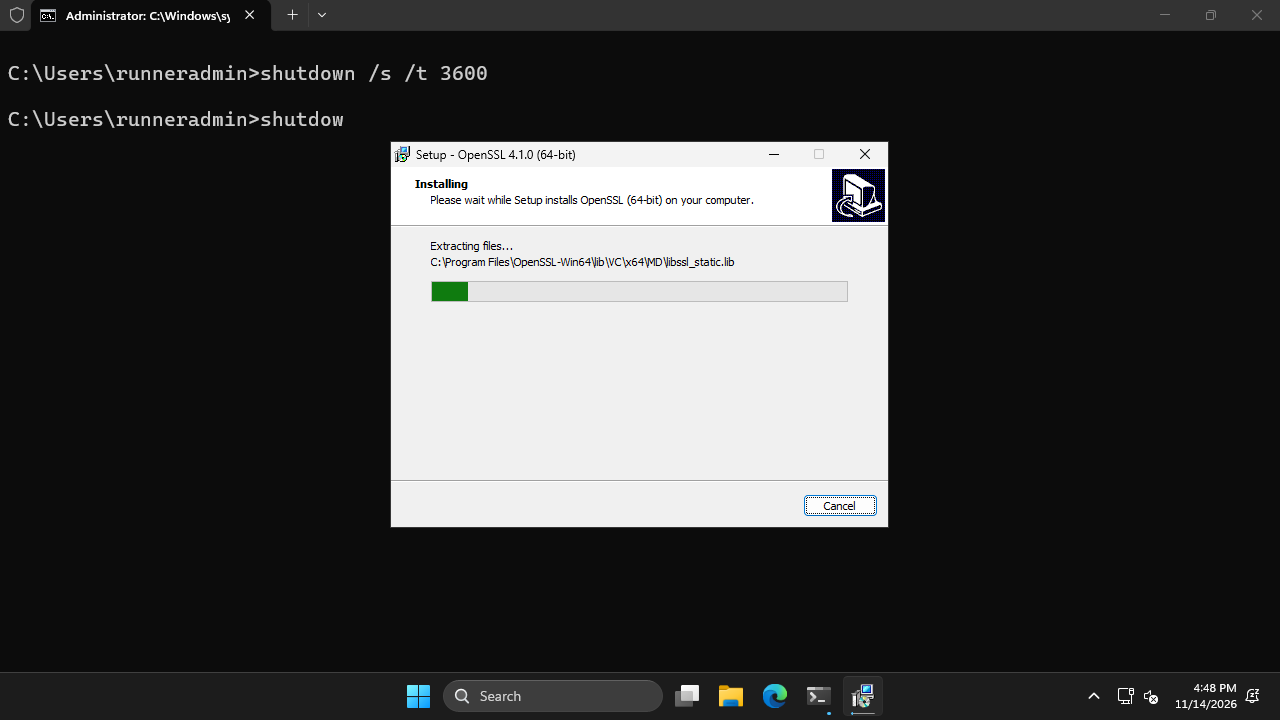 Administrator: C:\Windows\sy
C:\Users\runneradmin>shutdown /s /t 3600
C:\Users\runneradmin>shutdow
Setup - OpenSSL 4.1.0 (64-bit)
Installing
Please wait while Setup installs OpenSSL (64-bit) on your computer.
Extracting files...
C:\Program Files\OpenSSL-Win64\lib\VC\x64\MD\libssl_static.lib
Cancel
Search
4:48 PM
11/14/2026